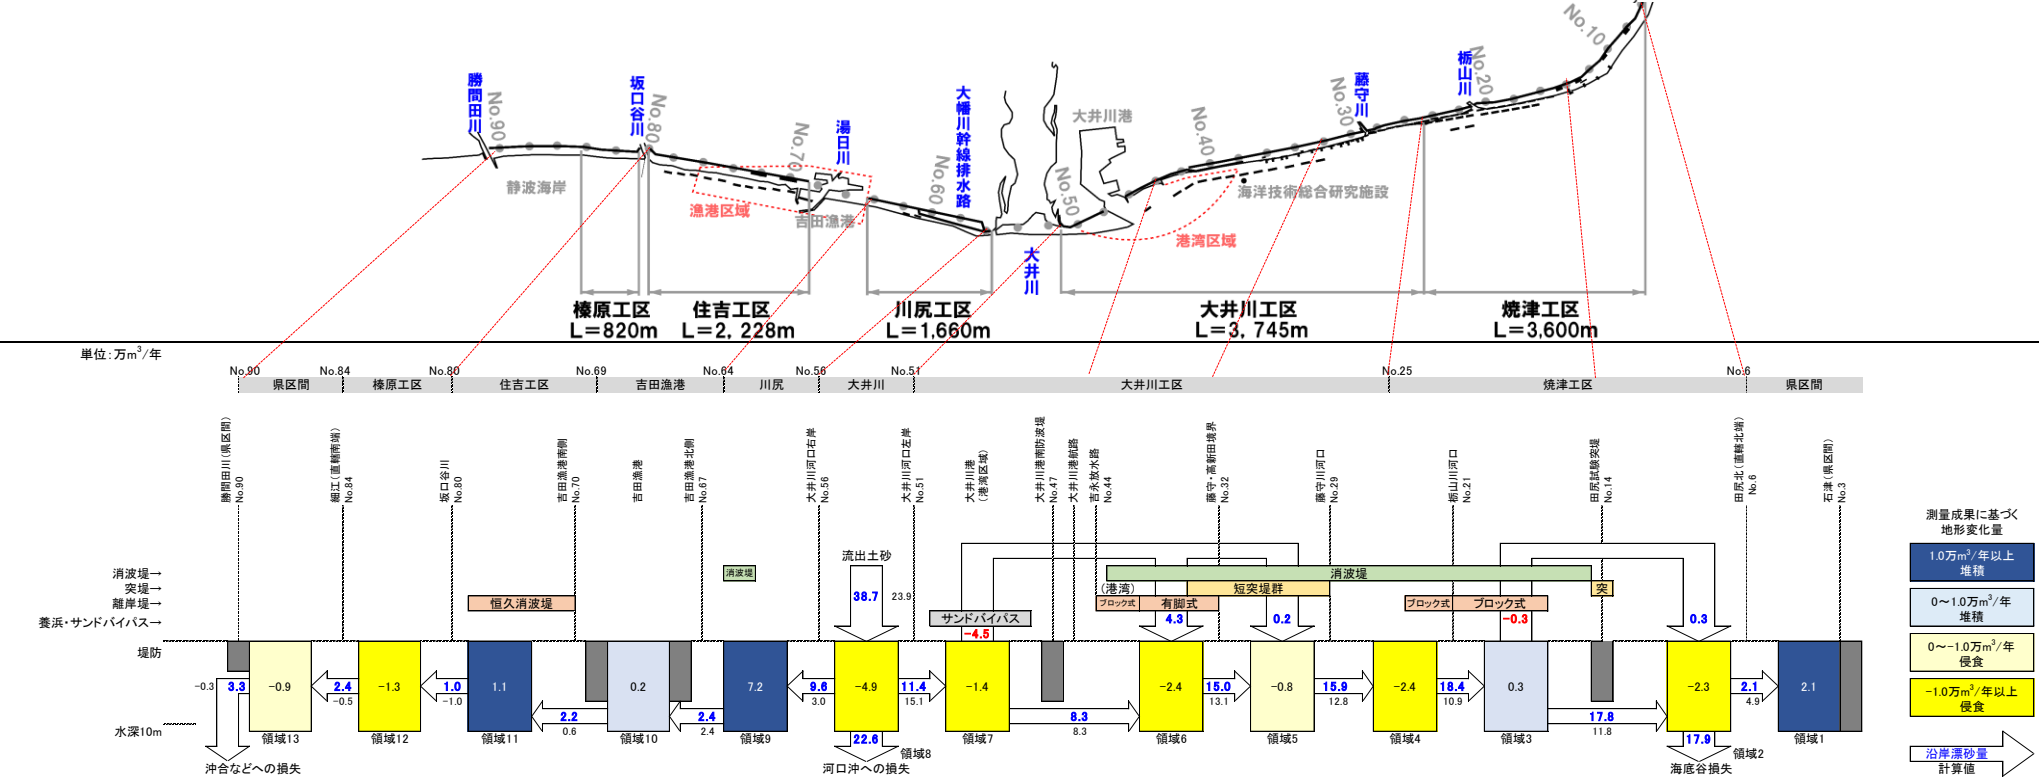 勝間田川
No.90
坂口谷川
No.80
No.70
湯日川
大幡川幹線排水路
No.60
No.50
大井川港
No.40
No.30
藤守川
栃山川
No.20
No.10
静波海岸
漁港区域
吉田漁港
海洋技術総合研究施設
港湾区域
大井川
榛原工区
L=820m
住吉工区
L=2, 228m
川尻工区
L=1,660m
大井川工区
L=3, 745m
焼津工区
L=3,600m
単位：万m³/年
No.90
No.84
No.80
No.69
No.64
No.56
No.51
No.25
No.6
県区間
榛原工区
住吉工区
吉田漁港
川尻
大井川
大井川工区
焼津工区
県区間
勝間田川（県区間）
No.90
細江（直轄南端）
No.84
坂口谷川
No.80
吉田漁港南側
No.70
吉田漁港
吉田漁港北側
No.67
大井川河口右岸
No.56
大井川河口左岸
No.51
大井川港
（港湾区域）
大井川港南防波堤
No.47
大井川港航路
吉永放水路
No.44
藤守・高新田境界
No.32
藤守川河口
No.29
栃山川河口
No.21
田尻試験突堤
No.14
田尻北（直轄北端）
No.6
石津（県区間）
No.3
測量成果に基づく
地形変化量
1.0万m³/年以上
堆積
0～1.0万m³/年
堆積
0～-1.0万m³/年
侵食
-1.0万m³/年以上
侵食
沿岸漂砂量
計算値
流出土砂
消波堤→
消波堤
消波堤
突堤→
（港湾）
短突堤群
突
離岸堤→
恒久消波堤
ブロック式
有脚式
ブロック式
ブロック式
養浜・サンドバイパス→
サンドバイパス
38.7
23.9
-4.5
4.3
0.2
-0.3
0.3
堤防
-0.3
3.3
-0.9
2.4
-0.5
-1.3
1.0
-1.0
1.1
2.2
0.6
0.2
2.4
2.4
7.2
9.6
3.0
-4.9
11.4
15.1
-1.4
8.3
8.3
-2.4
15.0
13.1
-0.8
15.9
12.8
-2.4
18.4
10.9
0.3
17.8
11.8
-2.3
2.1
4.9
2.1
水深10m
22.6
17.9
領域13
領域12
領域11
領域10
領域9
領域8
領域7
領域6
領域5
領域4
領域3
領域2
領域1
沖合などへの損失
河口沖への損失
海底谷損失